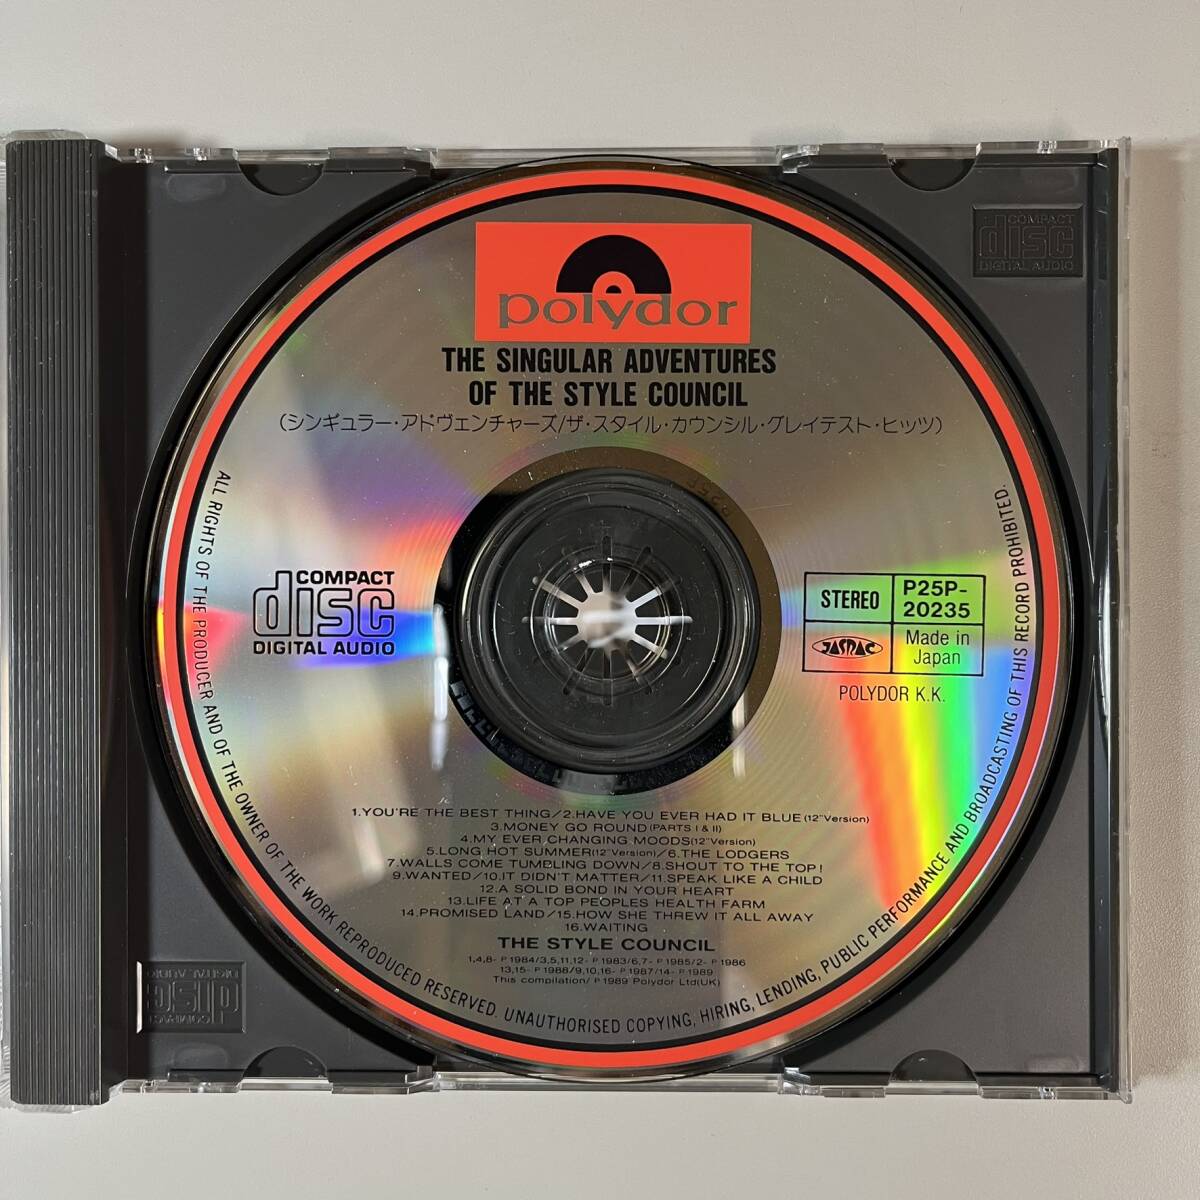 polydor
THE SINGULAR ADVENTURES
OF THE STYLE COUNCIL
(シンギュラー・アドヴェンチャーズ/ザ・スタイル・カウンシル・グレイテスト・ヒッツ)
COMPACT
disc
DIGITAL AUDIO
STEREO
P25P-
20235
JASRAC
Made in
Japan
POLYDOR K.K.
1.YOU'RE THE BEST THING/2.HAVE YOU EVER HAD IT BLUE(12"Version)
3.MONEY GO ROUND(PARTS I & II)
4.MY EVER CHANGING MOODS(12"Version)
5.LONG HOT SUMMER(12"Version)/6.THE LODGERS
7.WALLS COME TUMBLING DOWN/8.SHOUT TO THE TOP!
9.WANTED/10.IT DIDN'T MATTER/11.SPEAK LIKE A CHILD
12.A SOLID BOND IN YOUR HEART
13.LIFE AT A TOP PEOPLES HEALTH FARM
14.PROMISED LAND/15.HOW SHE THREW IT ALL AWAY
16.WAITING
THE STYLE COUNCIL
1,4,8-℗1984/3,5,11,12-℗1983/6,7-℗1985/2-℗1986
13,15-℗1988/9,10,16-℗1987/14-℗1989
This compilation/℗1989 Polydor Ltd(UK)
ALL RIGHTS OF THE PRODUCER AND OF THE OWNER OF THE WORK REPRODUCED RESERVED. UNAUTHORISED COPYING, HIRING, LENDING, PUBLIC PERFORMANCE AND BROADCASTING OF THIS RECORD PROHIBITED.
COMPACT
disc
DIGITAL AUDIO
COMPACT
disc
DIGITAL AUDIO